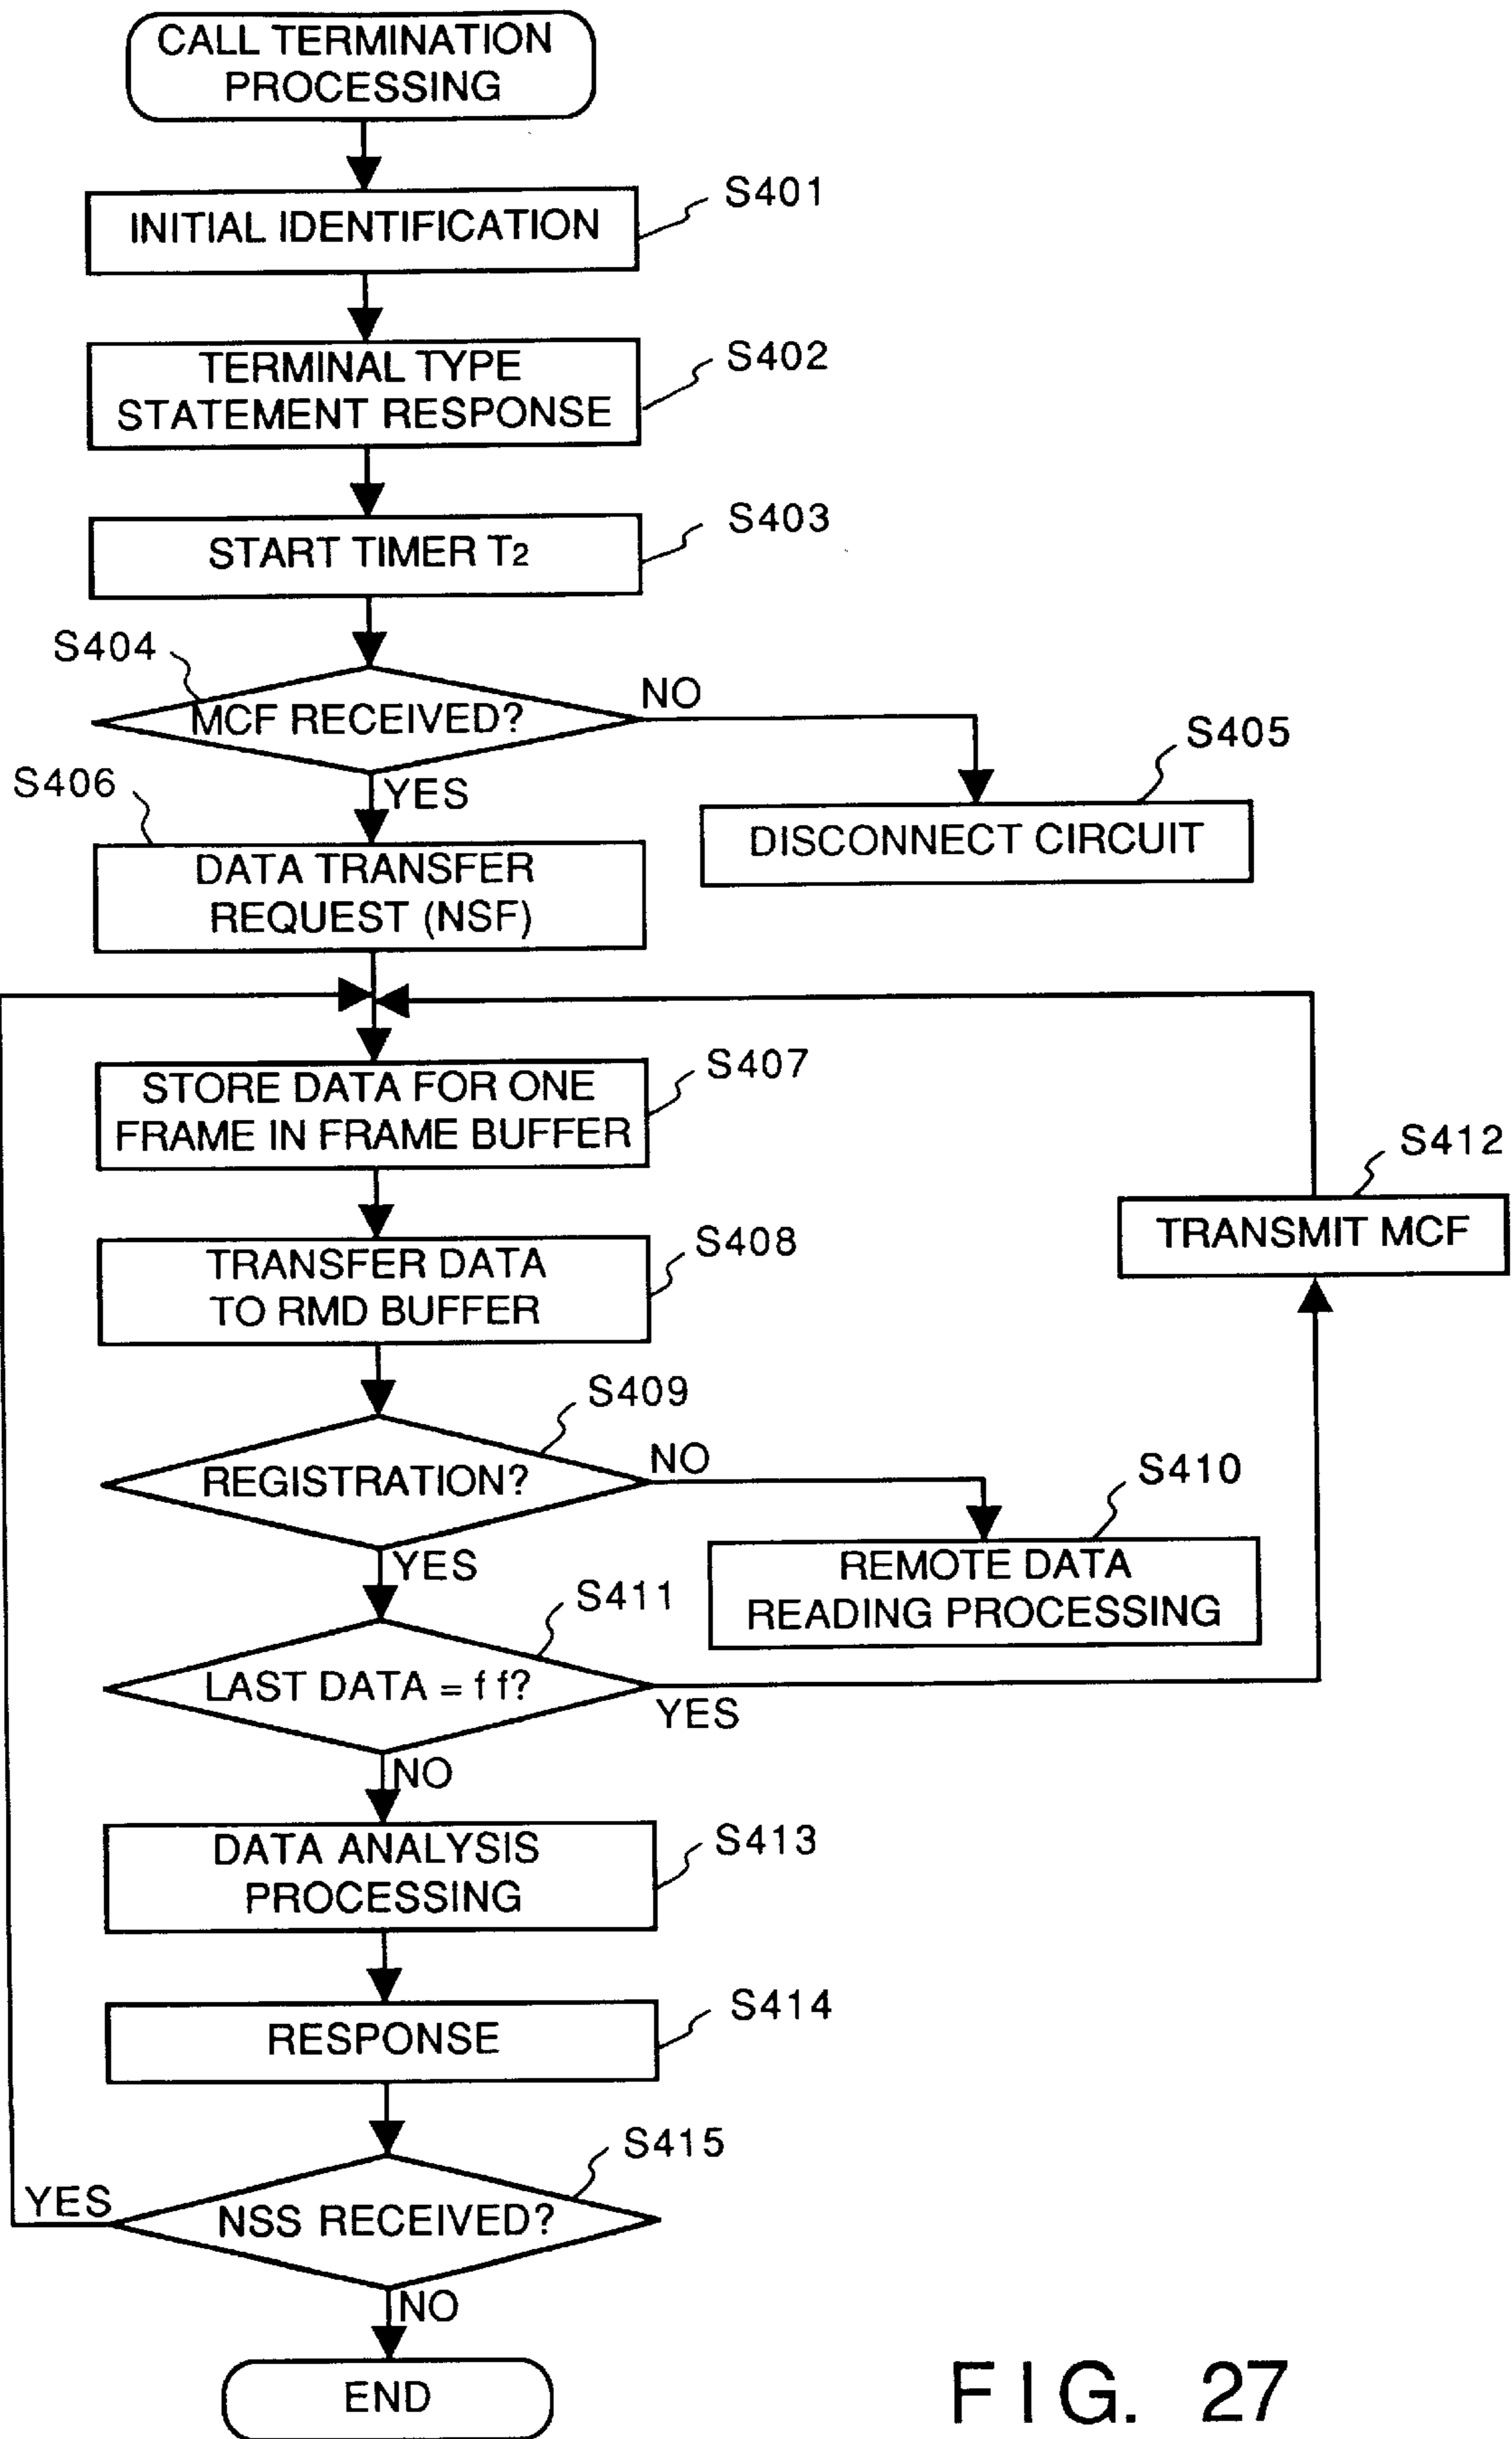 CALL TERMINATION
PROCESSING
S401
INITIAL IDENTIFICATION
S402
TERMINAL TYPE
STATEMENT RESPONSE
S403
START TIMER T2
S404
MCF RECEIVED?
NO
S405
DISCONNECT CIRCUIT
YES
S406
DATA TRANSFER
REQUEST (NSF)
S407
STORE DATA FOR ONE
FRAME IN FRAME BUFFER
S412
TRANSMIT MCF
S408
TRANSFER DATA
TO RMD BUFFER
S409
REGISTRATION?
NO
S410
REMOTE DATA
READING PROCESSING
YES
S411
LAST DATA = f f?
YES
NO
S413
DATA ANALYSIS
PROCESSING
S414
RESPONSE
S415
NSS RECEIVED?
YES
NO
END
FIG. 27